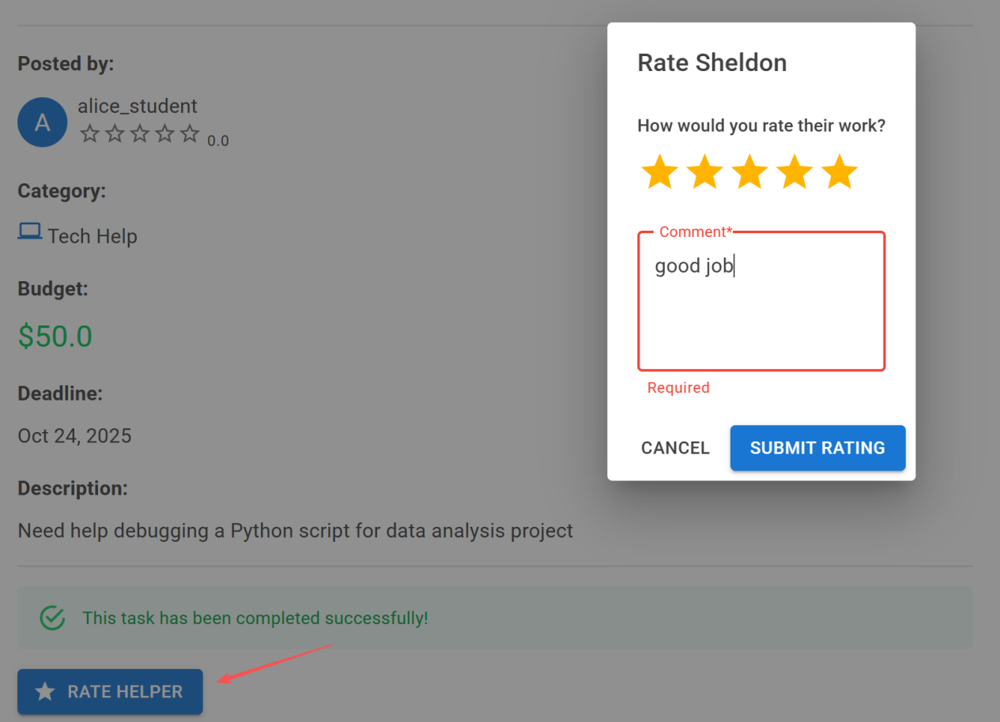 Posted by:
A
alice_student
0.0
Category:
Tech Help
Budget:
$50.0
Deadline:
Oct 24, 2025
Description:
Need help debugging a Python script for data analysis project
This task has been completed successfully!
RATE HELPER
Rate Sheldon
How would you rate their work?
Comment*
good job
Required
CANCEL
SUBMIT RATING